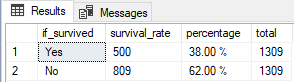 Results Messages
if_survived survival_rate percentage total
1 Yes 500 38.00 % 1309
2 No 809 62.00 % 1309